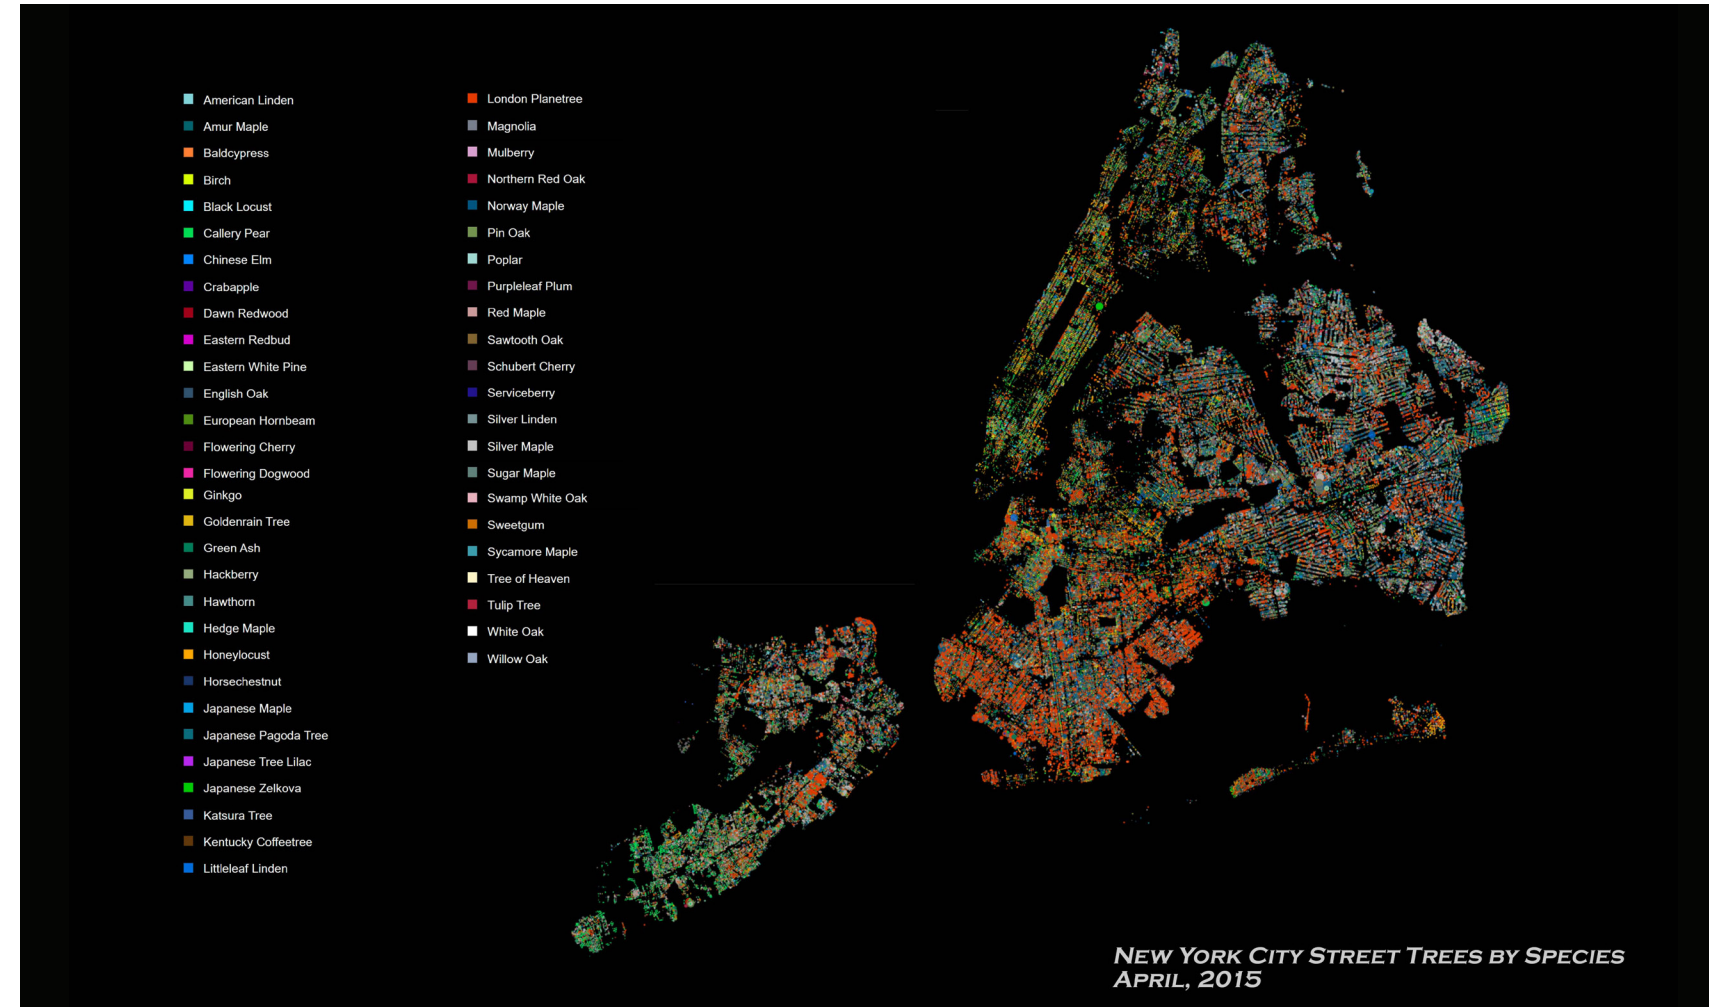 American Linden
Amur Maple
Baldcypress
Birch
Black Locust
Callery Pear
Chinese Elm
Crabapple
Dawn Redwood
Eastern Redbud
Eastern White Pine
English Oak
European Hornbeam
Flowering Cherry
Flowering Dogwood
Ginkgo
Goldenrain Tree
Green Ash
Hackberry
Hawthorn
Hedge Maple
Honeylocust
Horsechestnut
Japanese Maple
Japanese Pagoda Tree
Japanese Tree Lilac
Japanese Zelkova
Katsura Tree
Kentucky Coffeetree
Littleleaf Linden
London Planetree
Magnolia
Mulberry
Northern Red Oak
Norway Maple
Pin Oak
Poplar
Purpleleaf Plum
Red Maple
Sawtooth Oak
Schubert Cherry
Serviceberry
Silver Linden
Silver Maple
Sugar Maple
Swamp White Oak
Sweetgum
Sycamore Maple
Tree of Heaven
Tulip Tree
White Oak
Willow Oak
New York City Street Trees by Species
April, 2015